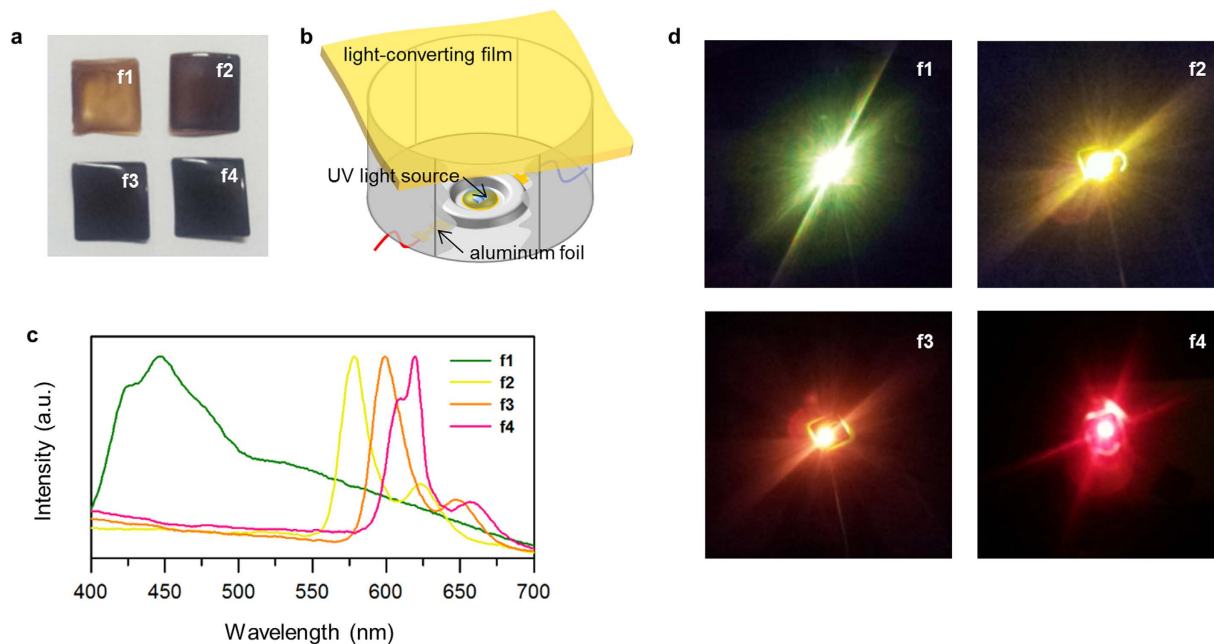 a
f1
f2
f3
f4
b
light-converting film
UV light source
aluminum foil
c
f1
f2
f3
f4
Intensity (a.u.)
400 450 500 550 600 650 700
Wavelength (nm)
d
f1
f2
f3
f4